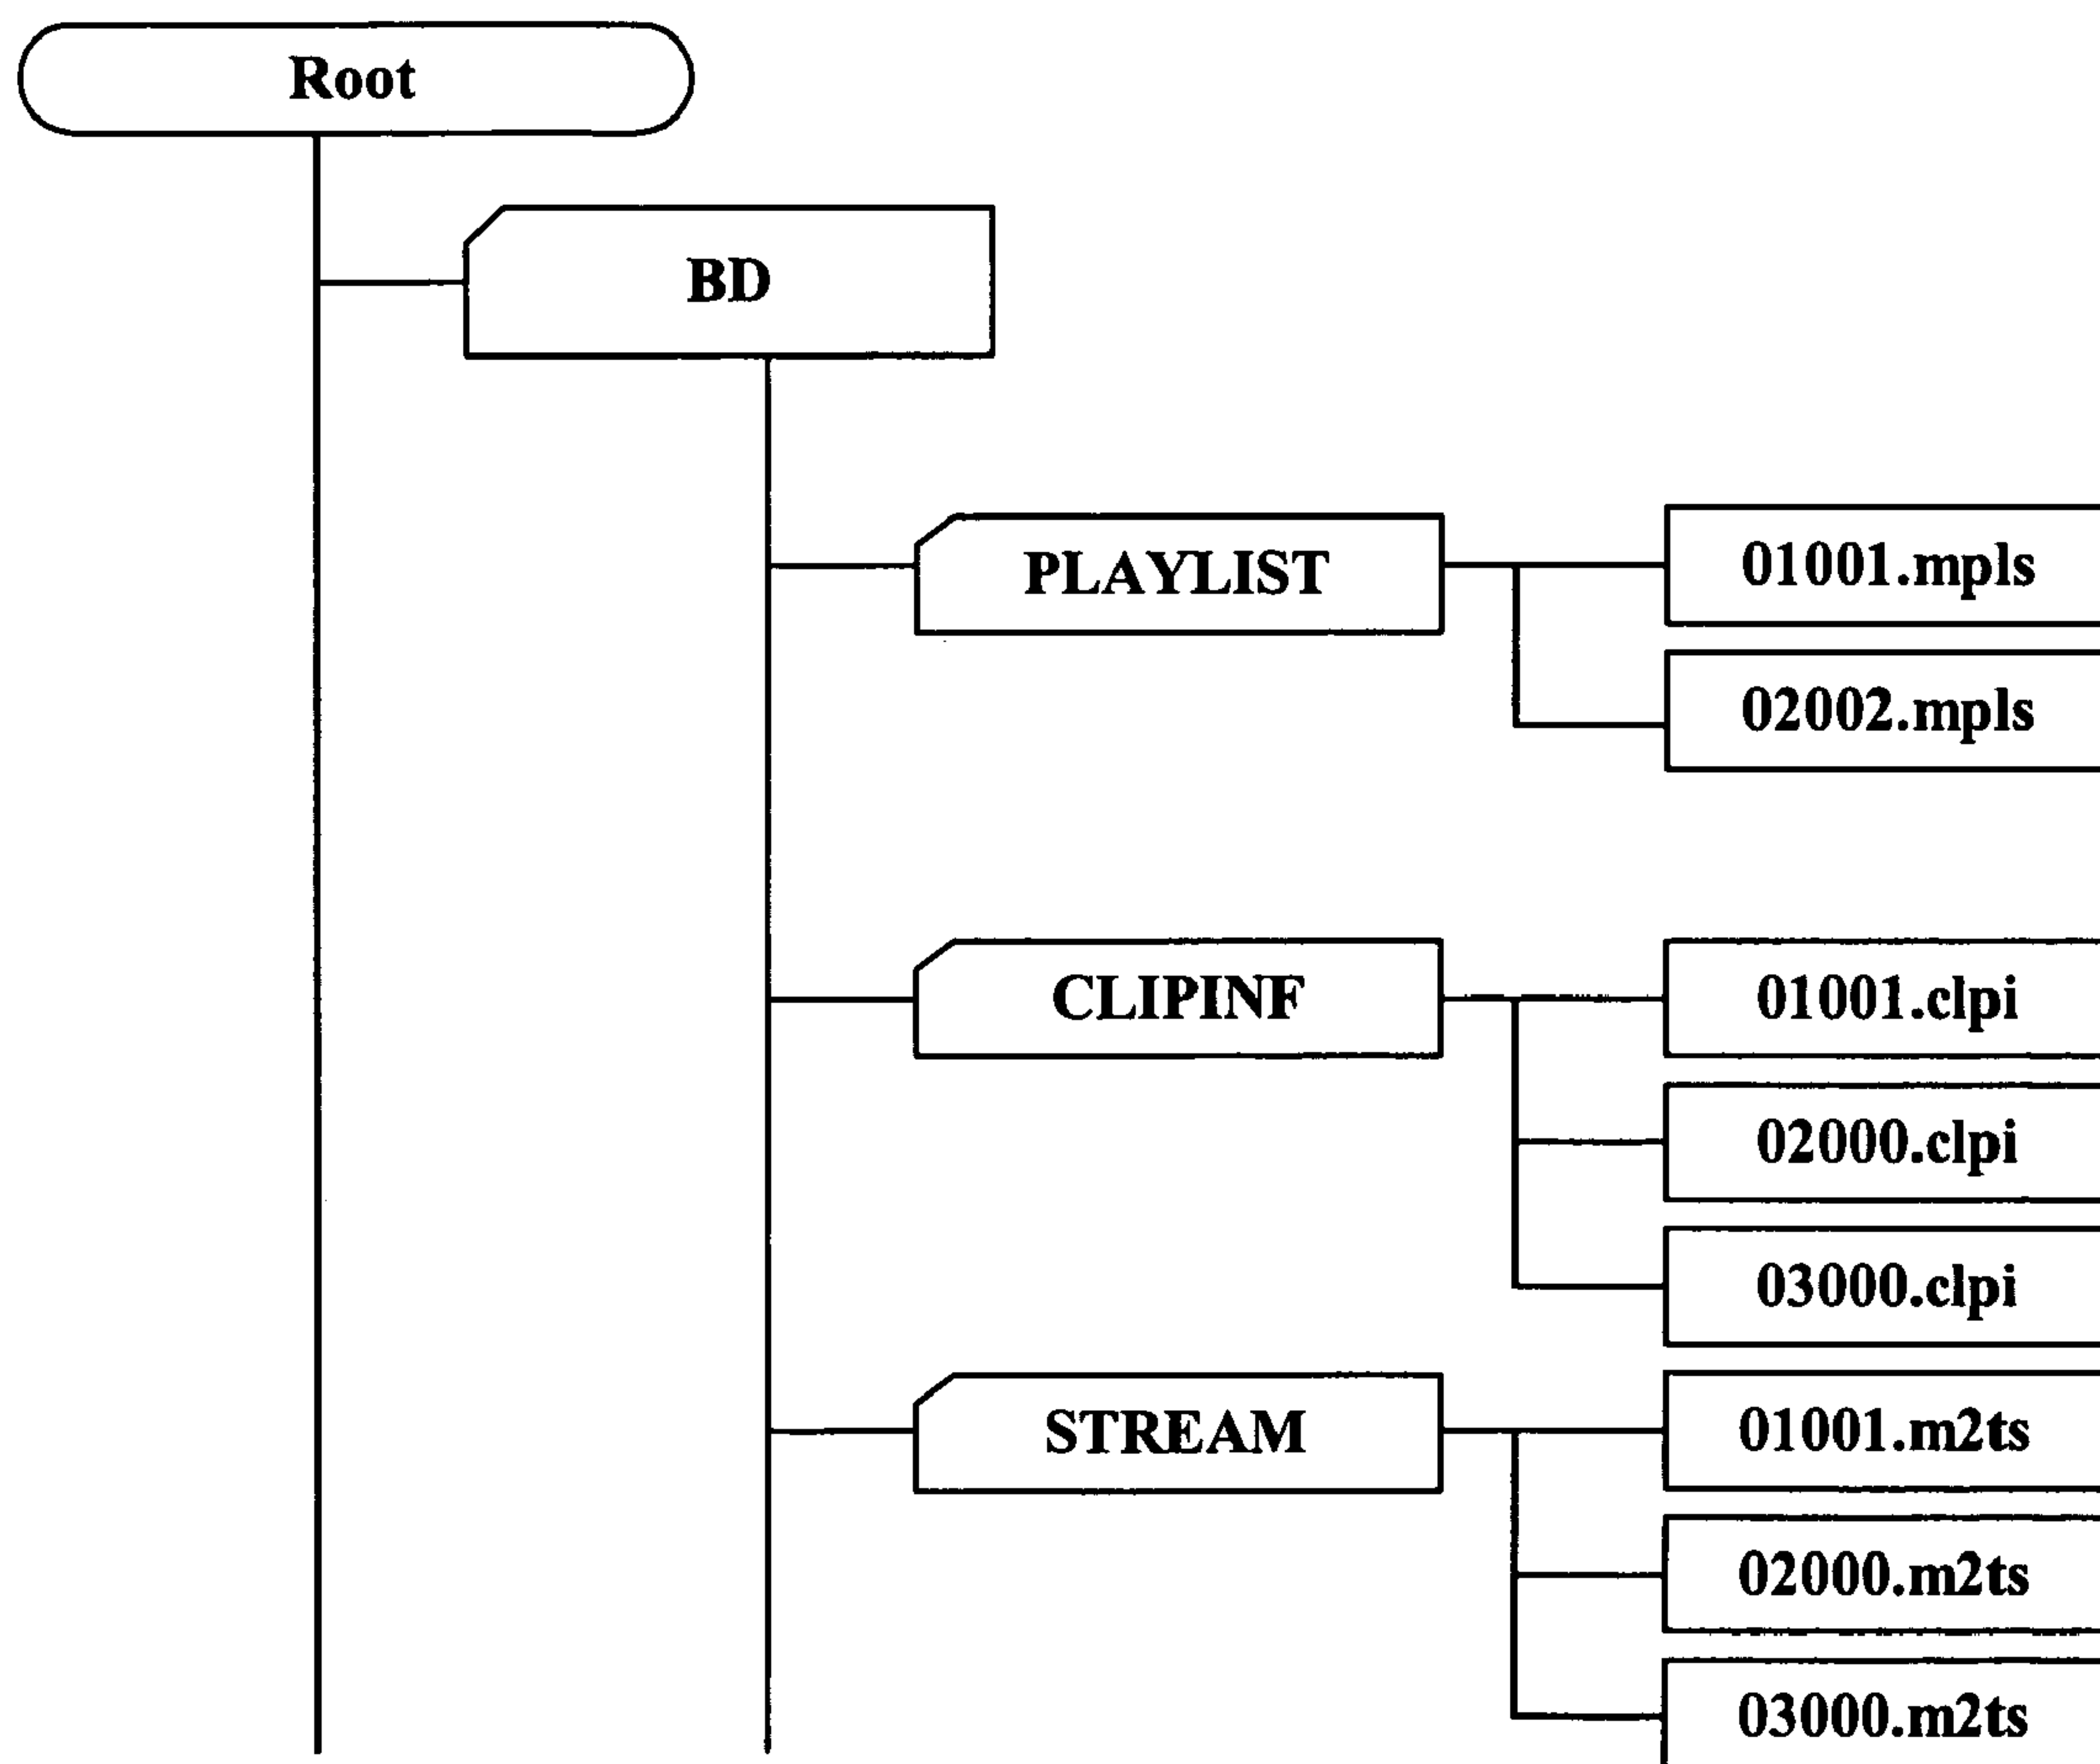 Root
BD
PLAYLIST
01001.mpls
02002.mpls
CLIPINF
01001.clpi
02000.clpi
03000.clpi
STREAM
01001.m2ts
02000.m2ts
03000.m2ts